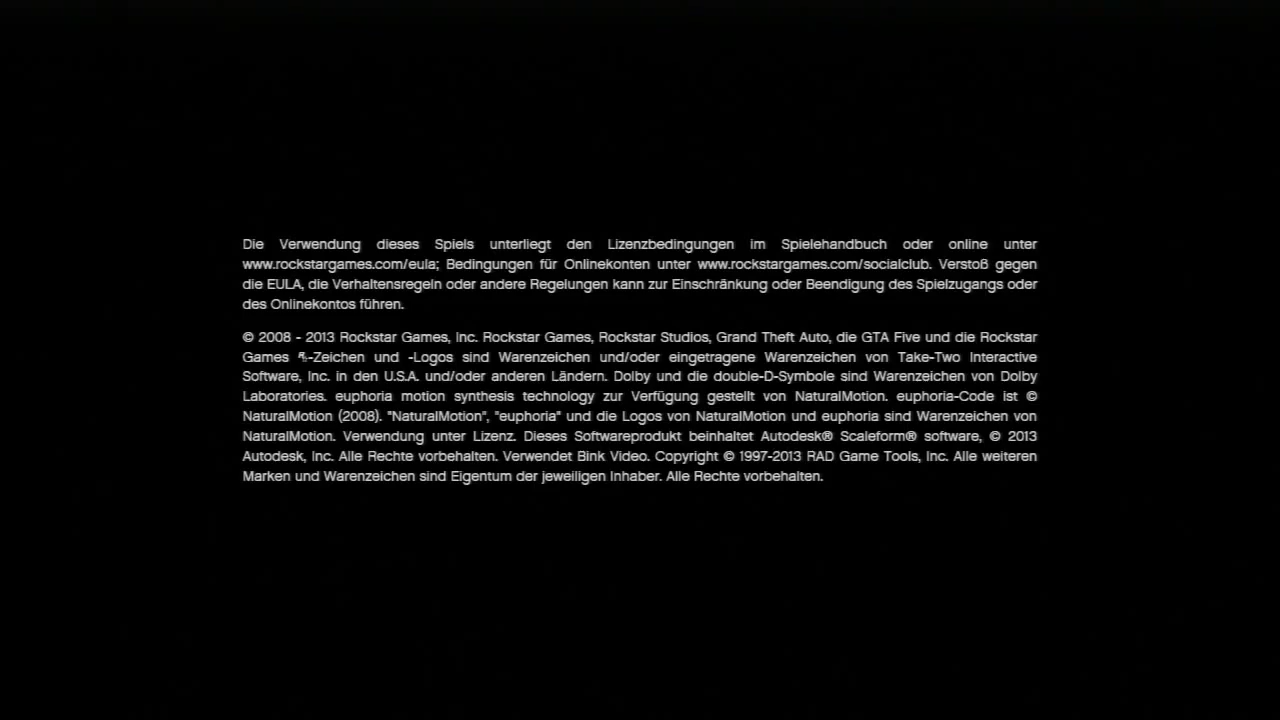 Die Verwendung dieses Spiels unterliegt den Lizenzbedingungen im Spielehandbuch oder online unter
www.rockstargames.com/eula; Bedingungen für Onlinekonten unter www.rockstargames.com/socialclub. Verstoß gegen
die EULA, die Verhaltensregeln oder andere Regelungen kann zur Einschränkung oder Beendigung des Spielzugangs oder
des Onlinekontos führen.
© 2008 - 2013 Rockstar Games, Inc. Rockstar Games, Rockstar Studios, Grand Theft Auto, die GTA Five und die Rockstar
Games R*-Zeichen und -Logos sind Warenzeichen und/oder eingetragene Warenzeichen von Take-Two Interactive
Software, Inc. in den U.S.A. und/oder anderen Ländern. Dolby und die double-D-Symbole sind Warenzeichen von Dolby
Laboratories. euphoria motion synthesis technology zur Verfügung gestellt von NaturalMotion. euphoria-Code ist ©
NaturalMotion (2008). "NaturalMotion", "euphoria" und die Logos von NaturalMotion und euphoria sind Warenzeichen von
NaturalMotion. Verwendung unter Lizenz. Dieses Softwareprodukt beinhaltet Autodesk® Scaleform® software, © 2013
Autodesk, Inc. Alle Rechte vorbehalten. Verwendet Bink Video. Copyright © 1997-2013 RAD Game Tools, Inc. Alle weiteren
Marken und Warenzeichen sind Eigentum der jeweiligen Inhaber. Alle Rechte vorbehalten.